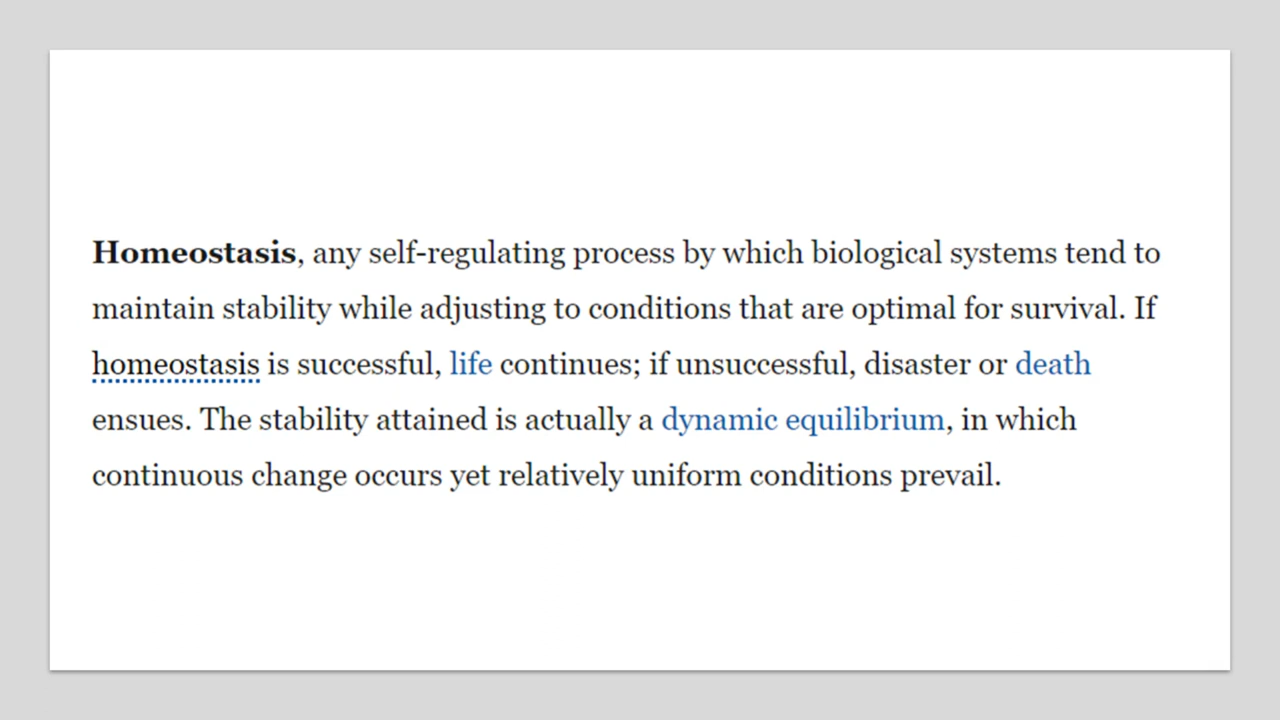 Homeostasis, any self-regulating process by which biological systems tend to
maintain stability while adjusting to conditions that are optimal for survival. If
homeostasis is successful, life continues; if unsuccessful, disaster or death
ensues. The stability attained is actually a dynamic equilibrium, in which
continuous change occurs yet relatively uniform conditions prevail.